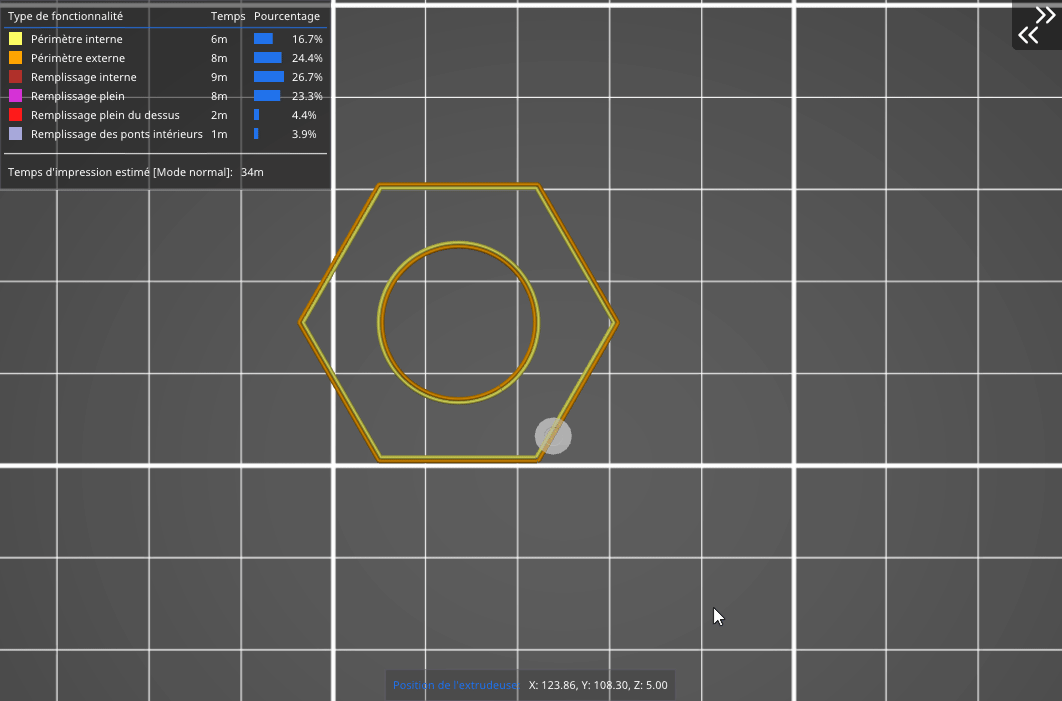 Type de fonctionnalité Temps Pourcentage
Périmètre interne 6m 16.7%
Périmètre externe 8m 24.4%
Remplissage interne 9m 26.7%
Remplissage plein 8m 23.3%
Remplissage plein du dessus 2m 4.4%
Remplissage des ponts intérieurs 1m 3.9%
Temps d'impression estimé [Mode normal]: 34m
Position de l'extrudeuse: X: 123.86, Y: 108.30, Z: 5.00